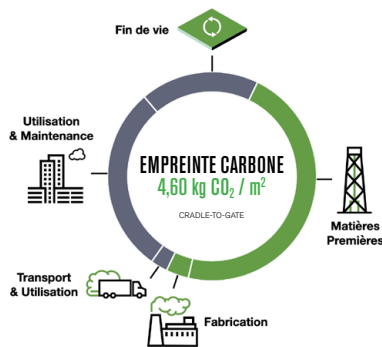 Fin de vie
Utilisation
& Maintenance
EMPREINTE CARBONE
4,60 kg CO₂ / m²
CRADLE-TO-GATE
Matières
Premières
Transport
& Utilisation
Fabrication